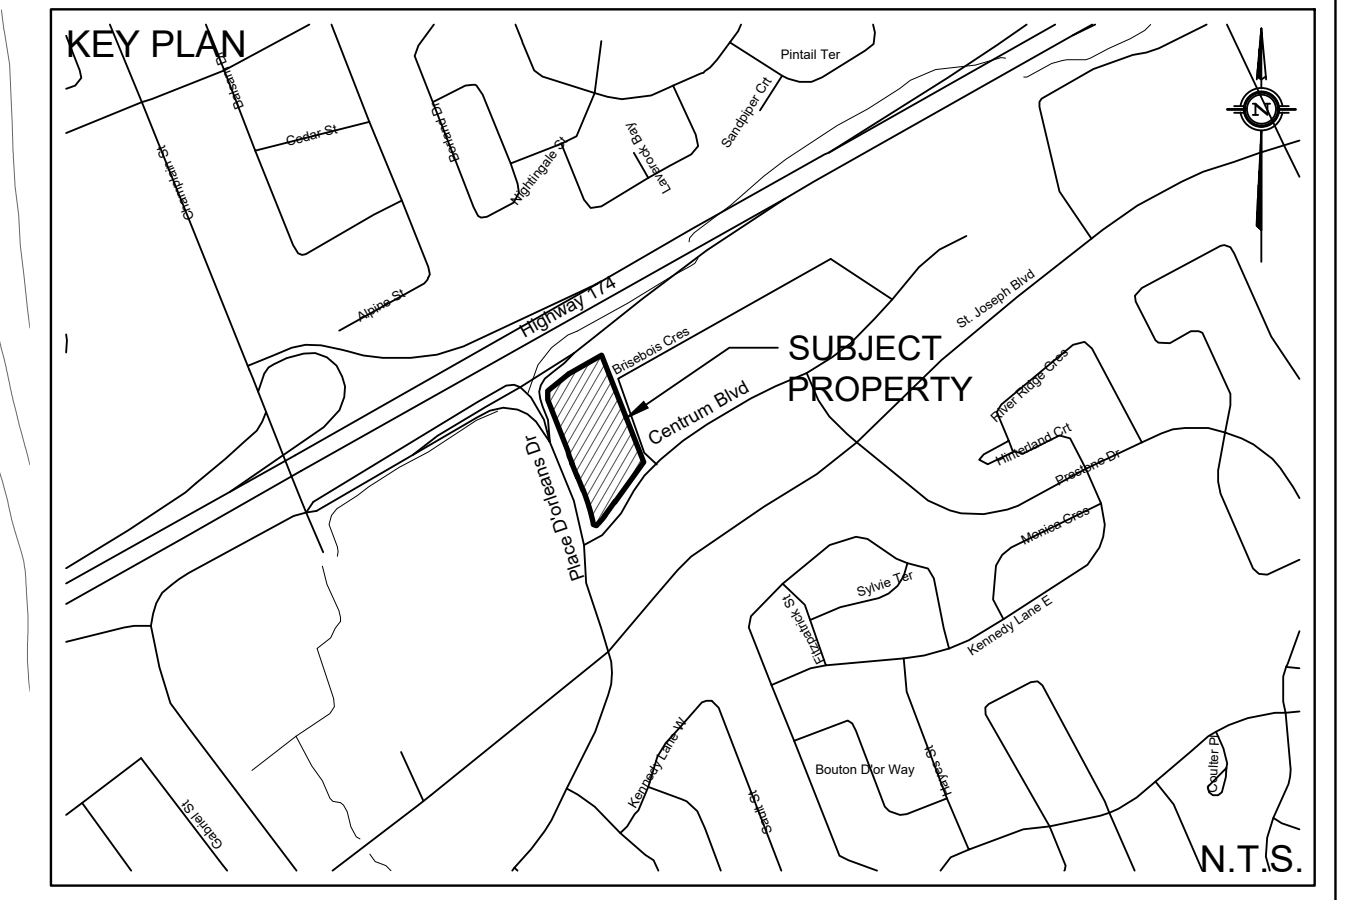 KEY PLAN
Pintail Ter
Balsam Dr
Sandpiper Crt
Borland Dr
Cedar St
Laverock Bay
Nightingale St
Champlain St
N
Alpine St
Highway 174
St. Joseph Blvd
Brisebois Cres
SUBJECT
PROPERTY
River Ridge Cres
Centrum Blvd
Hinterland Crt
Place D'orleans Dr
Prestone Dr
Monica Cres
Sylvie Ter
Fitzpatrick St
Kennedy Lane E
Kennedy Lane W
Bouton D'or Way
Hayes St
Coulter Pl
Sault St
Gabriel St
N.T.S.